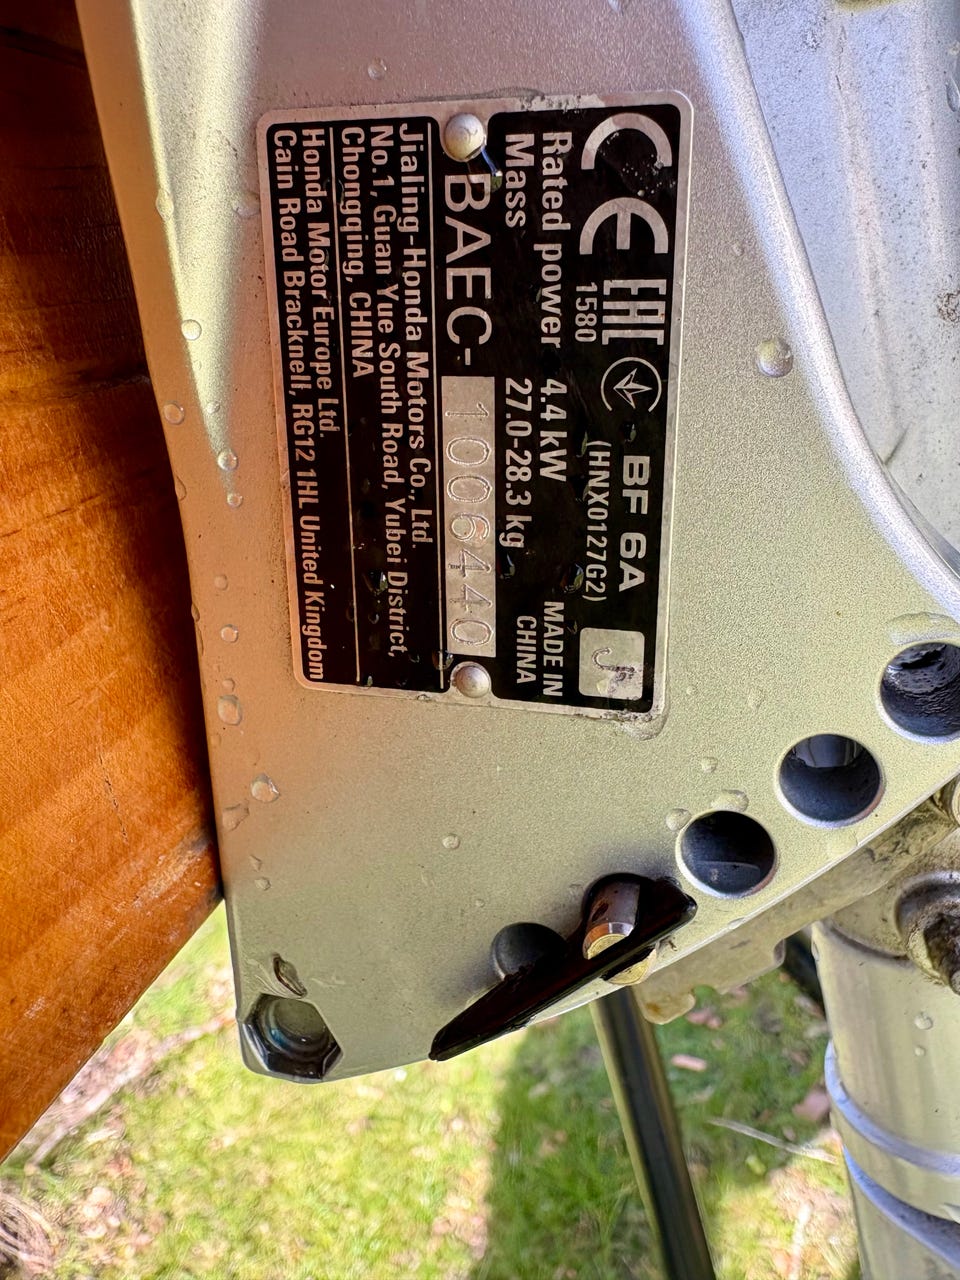 CE EAC BF 6A J
1580 (HNX0127G2)
Rated power 4.4 kW MADE IN
Mass 27.0-28.3 kg CHINA
BAEC- 1006440
Jialing-Honda Motors Co., Ltd.
No.1, Guan Yue South Road, Yubei District,
Chongqing, CHINA
Honda Motor Europe Ltd.
Cain Road Bracknell, RG12 1HL United Kingdom